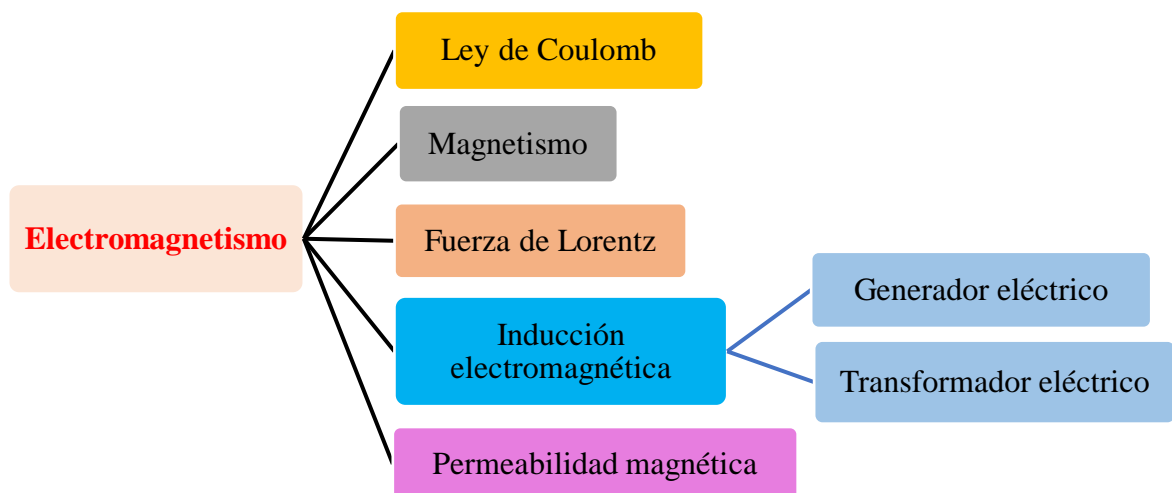 Ley de Coulomb
Magnetismo
Electromagnetismo
Fuerza de Lorentz
Generador eléctrico
Inducción
electromagnética
Transformador eléctrico
Permeabilidad magnética